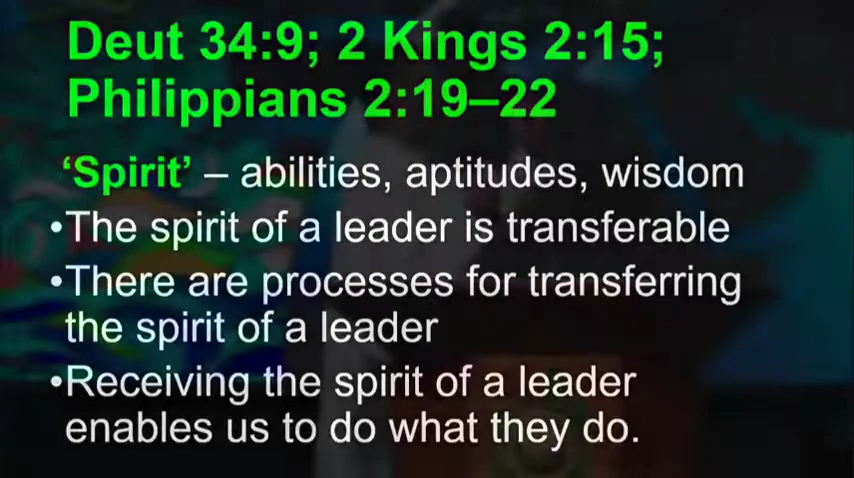 Deut 34:9; 2 Kings 2:15;
Philippians 2:19–22
‘Spirit’ – abilities, aptitudes, wisdom
•The spirit of a leader is transferable
•There are processes for transferring
the spirit of a leader
•Receiving the spirit of a leader
enables us to do what they do.